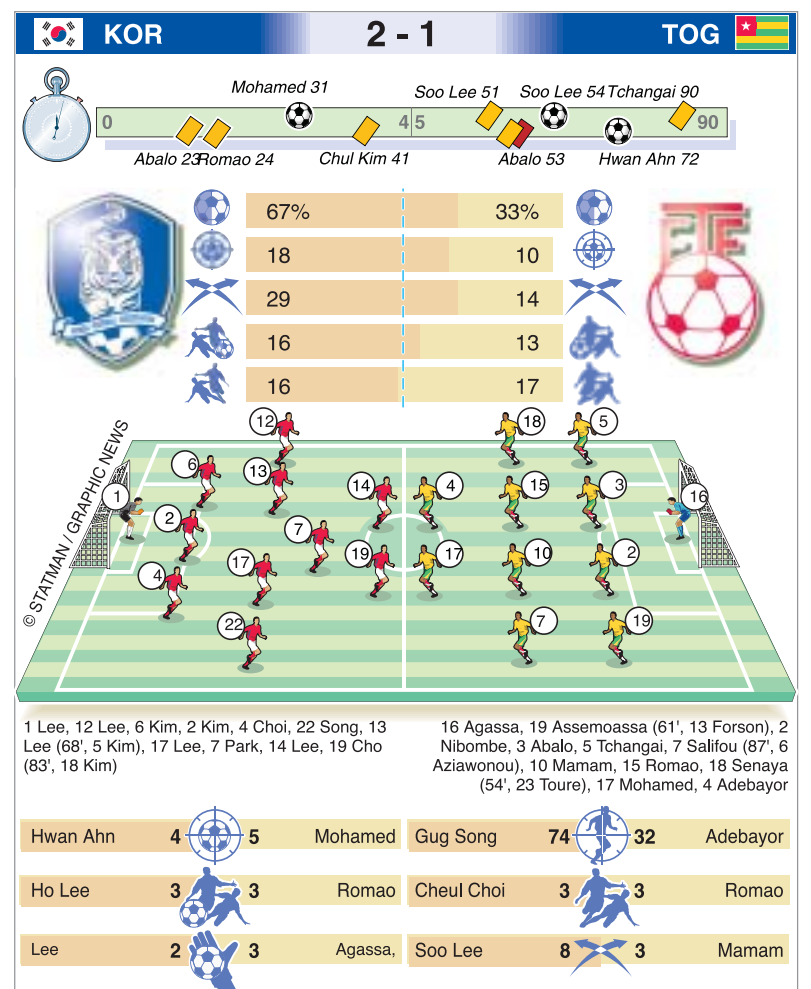 KOR 2 - 1 TOG
Mohamed 31 Soo Lee 51 Soo Lee 54 Tchangai 90
0 45 90
Abalo 23 Romao 24 Chul Kim 41 Abalo 53 Hwan Ahn 72
67% 33%
18 10
29 14
16 13
16 17
ETF
© STATMAN / GRAPHIC NEWS
12 18 5
6 13 14 4 15 3
1 16
2 7 19 17 10 2
17
4
22 7 19
1 Lee, 12 Lee, 6 Kim, 2 Kim, 4 Choi, 22 Song, 13
Lee (68', 5 Kim), 17 Lee, 7 Park, 14 Lee, 19 Cho
(83', 18 Kim)
16 Agassa, 19 Assemoassa (61', 13 Forson), 2
Nibombe, 3 Abalo, 5 Tchangai, 7 Salifou (87', 6
Aziawonou), 10 Mamam, 15 Romao, 18 Senaya
(54', 23 Toure), 17 Mohamed, 4 Adebayor
Hwan Ahn 4 5 Mohamed
Gug Song 74 32 Adebayor
Ho Lee 3 3 Romao
Cheul Choi 3 3 Romao
Lee 2 3 Agassa,
Soo Lee 8 3 Mamam